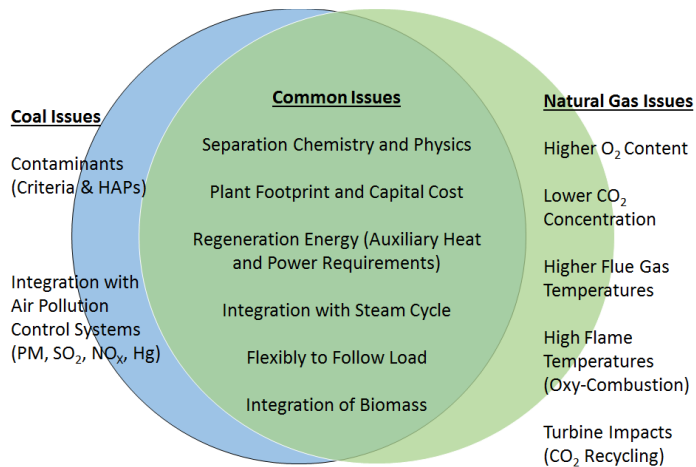 Coal Issues
Contaminants
(Criteria & HAPs)
Integration with
Air Pollution
Control Systems
(PM, SO₂, NOₓ, Hg)
Common Issues
Separation Chemistry and Physics
Plant Footprint and Capital Cost
Regeneration Energy (Auxiliary Heat
and Power Requirements)
Integration with Steam Cycle
Flexibly to Follow Load
Integration of Biomass
Natural Gas Issues
Higher O₂ Content
Lower CO₂
Concentration
Higher Flue Gas
Temperatures
High Flame
Temperatures
(Oxy-Combustion)
Turbine Impacts
(CO₂ Recycling)